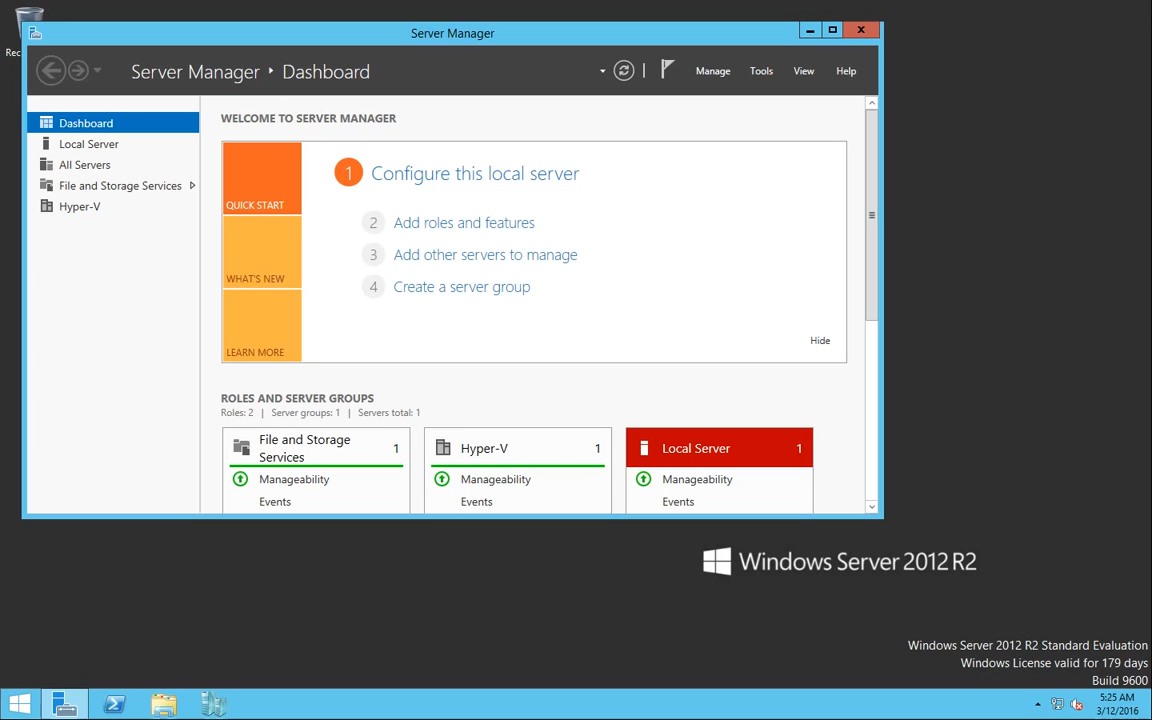 Rec
Server Manager
Server Manager ‣ Dashboard
Manage
Tools
View
Help
Dashboard
Local Server
All Servers
File and Storage Services
Hyper-V
WELCOME TO SERVER MANAGER
QUICK START
WHAT'S NEW
LEARN MORE
1 Configure this local server
2 Add roles and features
3 Add other servers to manage
4 Create a server group
Hide
ROLES AND SERVER GROUPS
Roles: 2 | Server groups: 1 | Servers total: 1
File and Storage
Services
1
Manageability
Events
Hyper-V 1
Manageability
Events
Local Server 1
Manageability
Events
Windows Server 2012 R2
Windows Server 2012 R2 Standard Evaluation
Windows License valid for 179 days
Build 9600
5:25 AM
3/12/2016